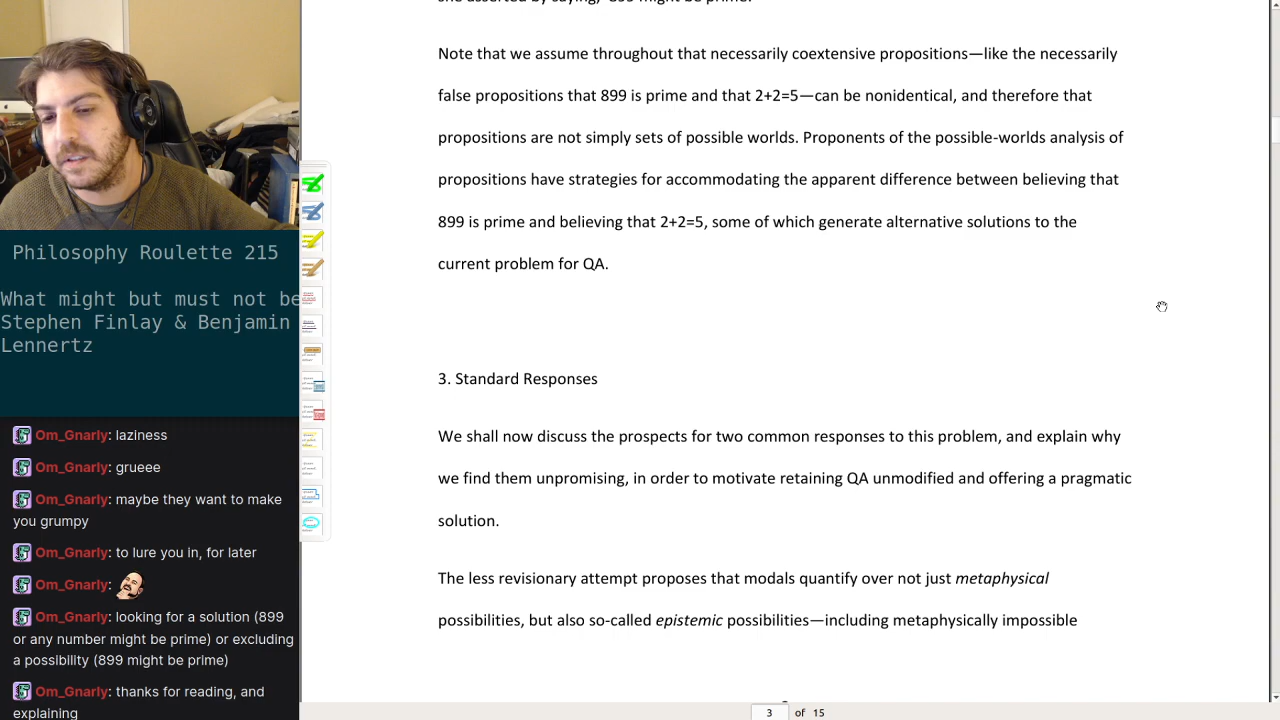 Philosophy Roulette 215
What might but must not be
Stephen Finlay & Benjamin
Lennertz
Om_Gnarly: laziness
Om_Gnarly: grueee
Om_Gnarly: maybe they want to make
you grumpy
Om_Gnarly: to lure you in, for later
Om_Gnarly:
Om_Gnarly: looking for a solution (899
or any number might be prime) or excluding
a possibility (899 might be prime)
Om_Gnarly: thanks for reading, and
explaining
Note that we assume throughout that necessarily coextensive propositions—like the necessarily
false propositions that 899 is prime and that 2+2=5—can be nonidentical, and therefore that
propositions are not simply sets of possible worlds. Proponents of the possible-worlds analysis of
propositions have strategies for accommodating the apparent difference between believing that
899 is prime and believing that 2+2=5, some of which generate alternative solutions to the
current problem for QA.
3. Standard Responses
We shall now discuss the prospects for two common responses to this problem, and explain why
we find them unpromising, in order to motivate retaining QA unmodified and offering a pragmatic
solution.
The less revisionary attempt proposes that modals quantify over not just metaphysical
possibilities, but also so-called epistemic possibilities—including metaphysically impossible
3 of 15